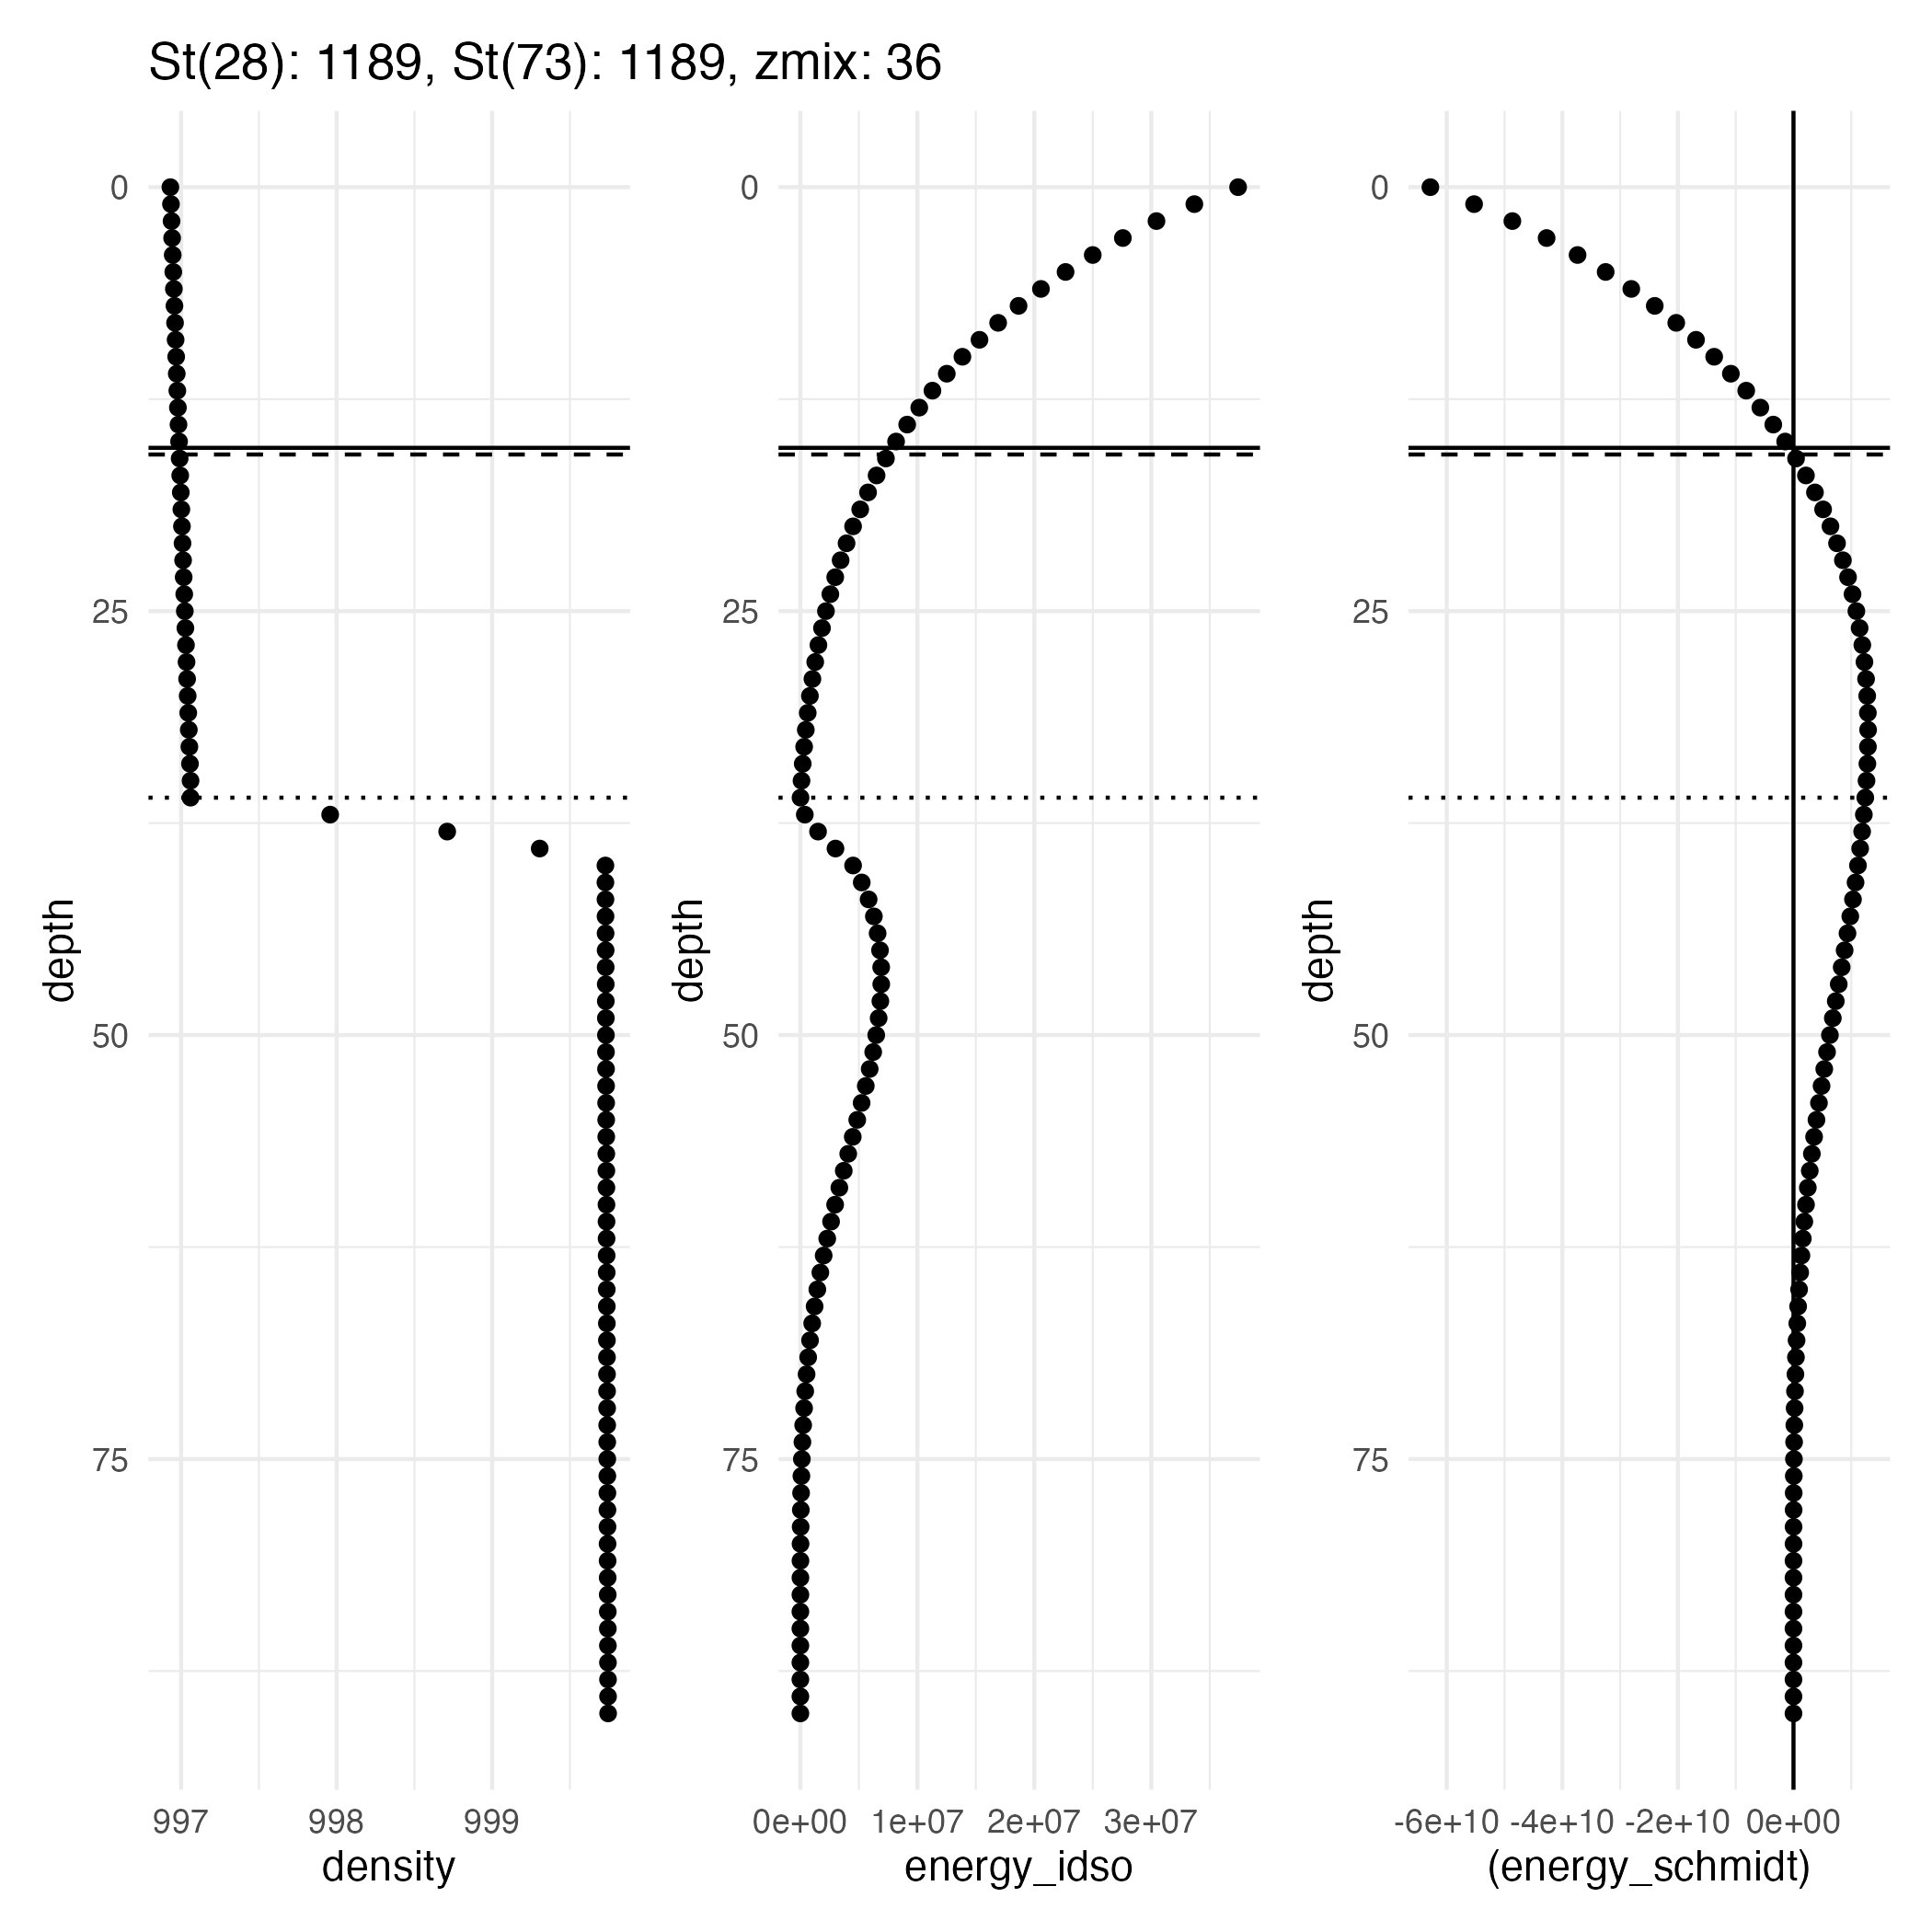 St(28): 1189, St(73): 1189, zmix: 36
0
25
50
75
depth
997 998 999
density
0
25
50
75
depth
0e+00 1e+07 2e+07 3e+07
energy_idso
0
25
50
75
depth
-6e+10 -4e+10 -2e+10 0e+00
(energy_schmidt)